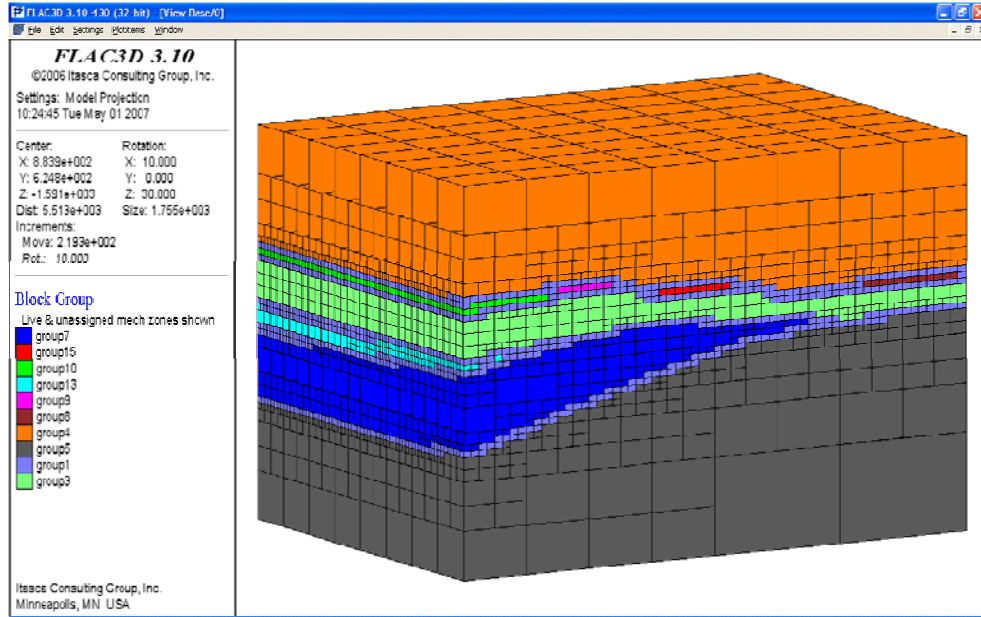 FLAC3D 3.10-430 (32-bit) - [View Base/0]
File Edit Settings Plotitems Window
FLAC3D 3.10
©2006 Itasca Consulting Group, Inc.
Settings: Model Projection
10:24:45 Tue May 01 2007
Center: Rotation:
X: 8.839e+002 X: 10.000
Y: 6.248e+002 Y: 0.000
Z: -1.591e+003 Z: 30.000
Dist: 5.513e+003 Size: 1.755e+003
Increments:
Move: 2.193e+002
Rot.: 10.000
Block Group
Live & unassigned mech zones shown
group7
group15
group10
group13
group9
group8
group4
group5
group1
group3
Itasca Consulting Group, Inc.
Minneapolis, MN USA